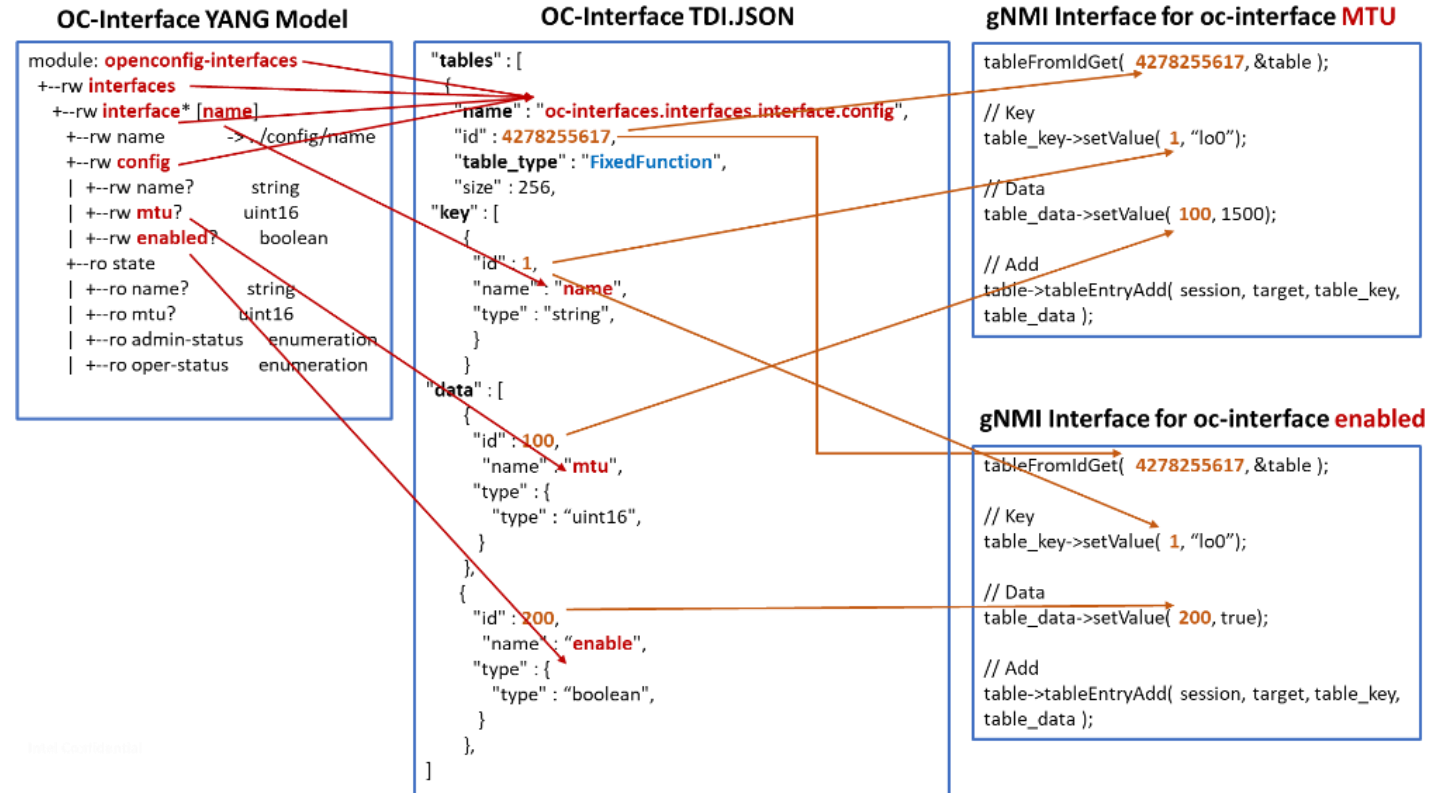 OC-Interface YANG Model
module: openconfig-interfaces
+--rw interfaces
+--rw interface* [name]
+--rw name -> ../config/name
+--rw config
| +--rw name? string
| +--rw mtu? uint16
| +--rw enabled? boolean
+--ro state
| +--ro name? string
| +--ro mtu? uint16
| +--ro admin-status enumeration
| +--ro oper-status enumeration
OC-Interface TDI.JSON
"tables" : [
{
"name" : "oc-interfaces.interfaces.interface.config",
"id" : 4278255617,
"table_type" : "FixedFunction",
"size" : 256,
"key" : [
{
"id" : 1,
"name" : "name",
"type" : "string",
}
}
"data" : [
{
"id" : 100,
"name" : "mtu",
"type" : {
"type" : “uint16",
}
},
{
"id" : 200,
"name" : “enable",
"type" : {
"type" : “boolean",
}
},
]
gNMI Interface for oc-interface MTU
tableFromIdGet( 4278255617, &table );
// Key
table_key->setValue( 1, “lo0”);
// Data
table_data->setValue( 100, 1500);
// Add
table->tableEntryAdd( session, target, table_key,
table_data );
gNMI Interface for oc-interface enabled
tableFromIdGet( 4278255617, &table );
// Key
table_key->setValue( 1, “lo0”);
// Data
table_data->setValue( 200, true);
// Add
table->tableEntryAdd( session, target, table_key,
table_data );